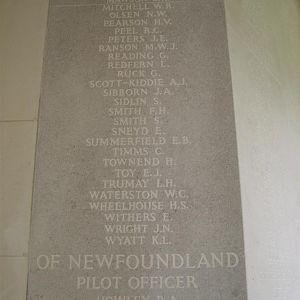 MITCHELL W.R.
OLSEN N.W.
PEARSON H.V.
PEEL R.C.
PETERS J.E.
RANSON M.W.J.
READING G.
REDFERN L.
RUCK G.
SCOTT-KIDDIE A.J.
SIBBORN J.A.
SIDLIN S.
SMITH F.H.
SMITH S.
SNEYD E.
SUMMERFIELD E.B.
TIMMS C.
TOWNEND H.
TOY E.J.
TRUMAY L.H.
WATERSTON W.C.
WHEELHOUSE H.S.
WITHERS E.
WRIGHT J.N.
WYATT K.L.
OF NEWFOUNDLAND
PILOT OFFICER
HOWLEY R.A.